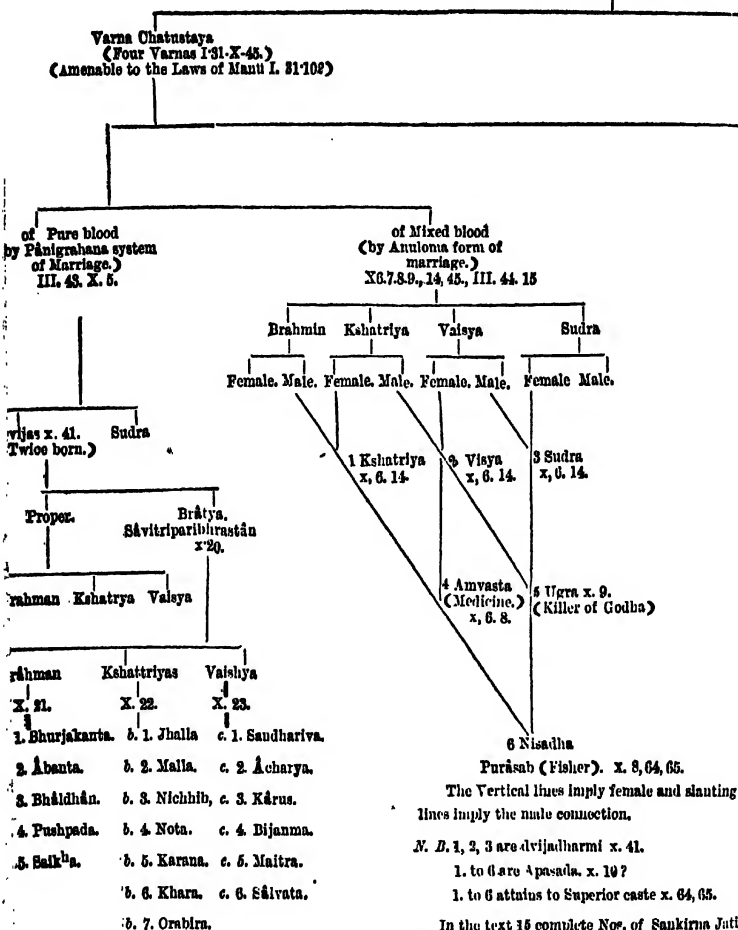 Varna Chatustaya
(Four Varnas I·31-X-45.)
(Amenable to the Laws of Manu I. 31·102)
of Pure blood
by Pânigrahana system
of Marriage.)
III. 43. X. 5.
of Mixed blood
(by Anuloma form of
marriage.)
X6.7.8.9., 14, 45., III. 44. 15
Brahmin Kshatriya Vaisya Sudra
Female. Male. Female. Male. Female. Male. Female Male.
vijas x. 41. Sudra
Twice born.)
1 Kshatriya
x, 6. 14.
2 Visya
x, 6. 14.
3 Sudra
x, 6. 14.
Proper.
Brâtya.
Sâvitriparibhrastân
x·20.
rahman Kshatrya Vaisya
4 Amvasta
(Medicine.)
x, 6. 8.
5 Ugra x. 9.
(Killer of Godha)
râhman Kshattriyas Vaishya
X. 21. X. 22. X. 23.
1. Bhurjakanta. b. 1. Jhalla c. 1. Saudhariva.
2. Âbanta. b. 2. Malla. c. 2. Âcharya.
3. Bhâldhân. b. 3. Nichhib, c. 3. Kârus.
4. Pushpada. b. 4. Nota. c. 4. Bijanma.
5. Saikha. b. 5. Karana. c. 5. Maitra.
b. 6. Khara. c. 6. Sâlvata.
b. 7. Orabira.
6 Nisadha
Purâsab (Fisher). x. 8, 64, 65.
The Vertical lines imply female and slanting
lines imply the male connection.
N. B. 1, 2, 3 are dvijadharmi x. 41.
1. to 6 are Apasada. x. 10?
1. to 6 attains to Superior caste x. 64, 65.
In the text 15 complete Nos. of Sankirna Jati